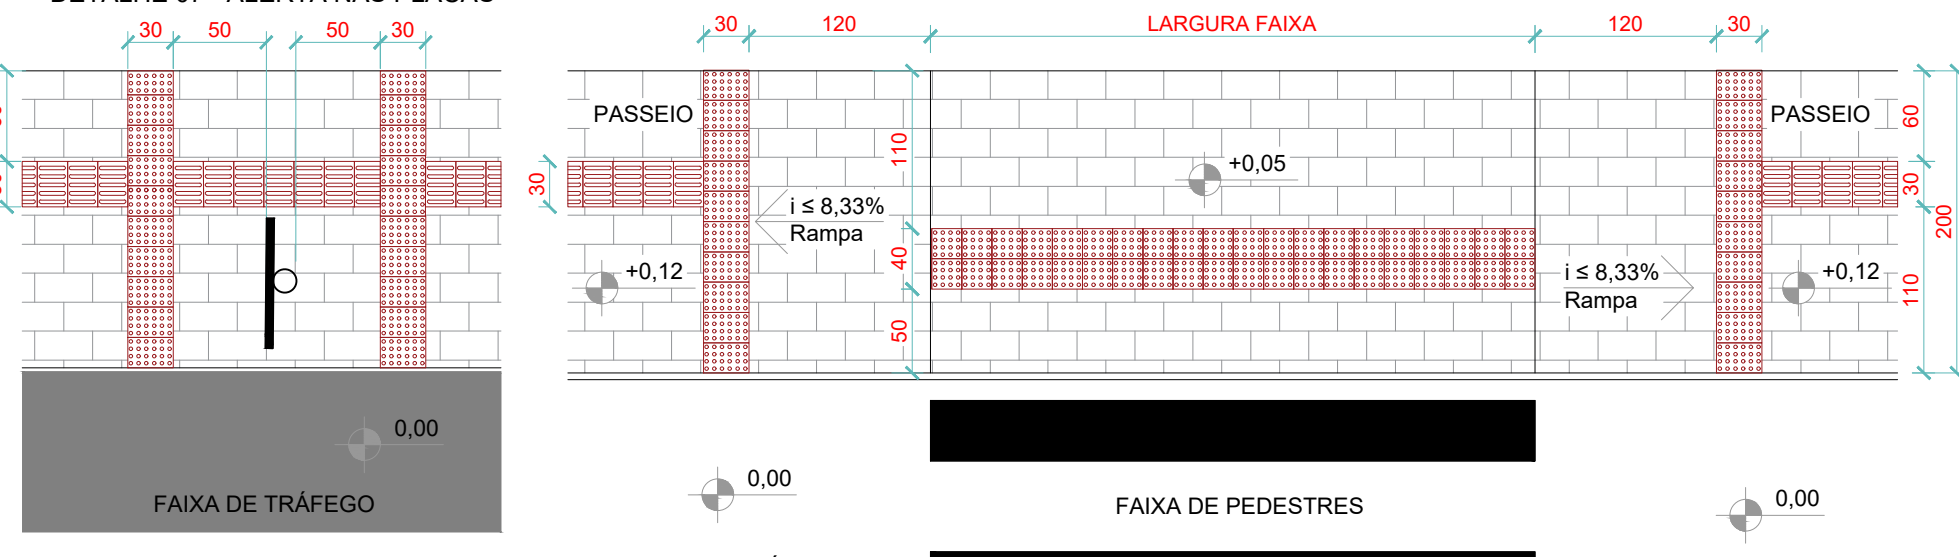 30
50
50
30
30
120
LARGURA FAIXA
120
30
PASSEIO
PASSEIO
60
110
+0,05
30
30
i ≤ 8,33%
Rampa
200
+0,12
40
i ≤ 8,33%
Rampa
+0,12
110
50
0,00
FAIXA DE TRÁFEGO
0,00
FAIXA DE PEDESTRES
0,00